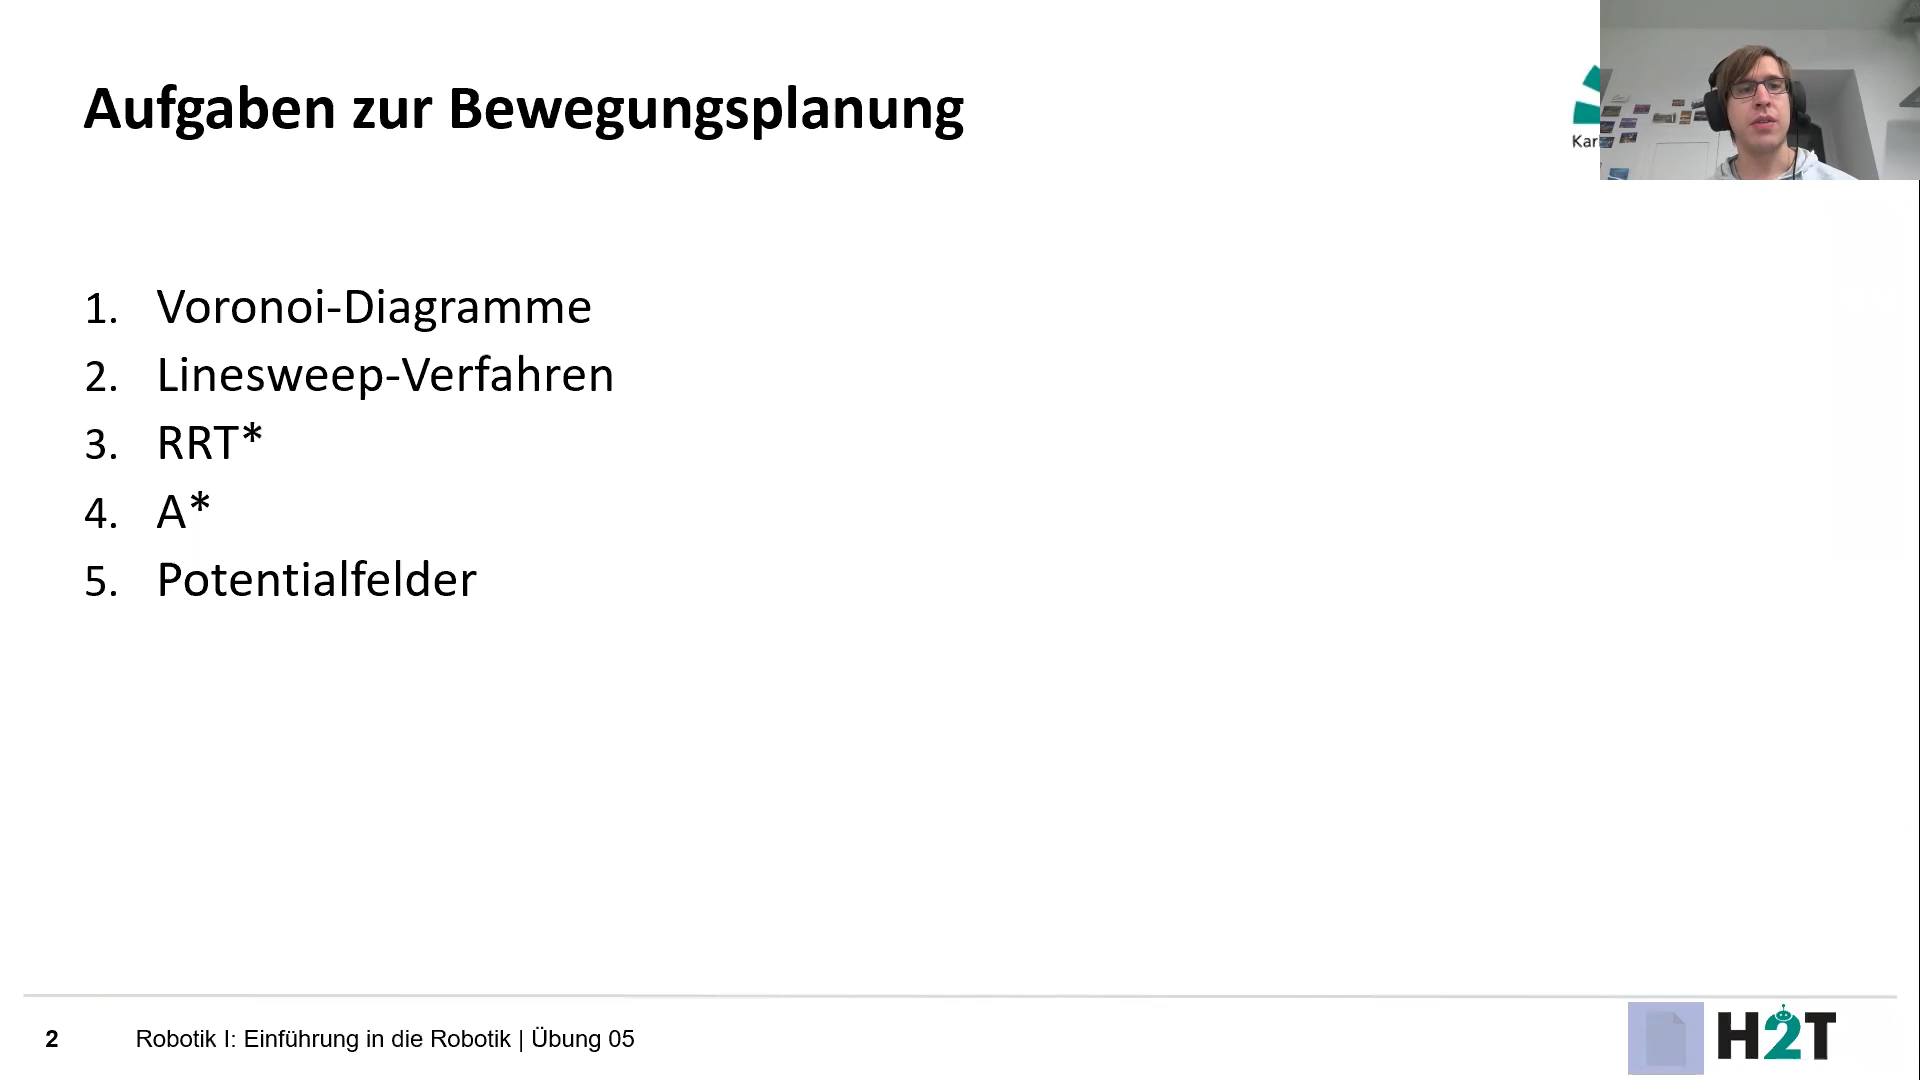 Aufgaben zur Bewegungsplanung
Kar
1. Voronoi-Diagramme
2. Linesweep-Verfahren
3. RRT*
4. A*
5. Potentialfelder
2 Robotik I: Einführung in die Robotik | Übung 05
H2T